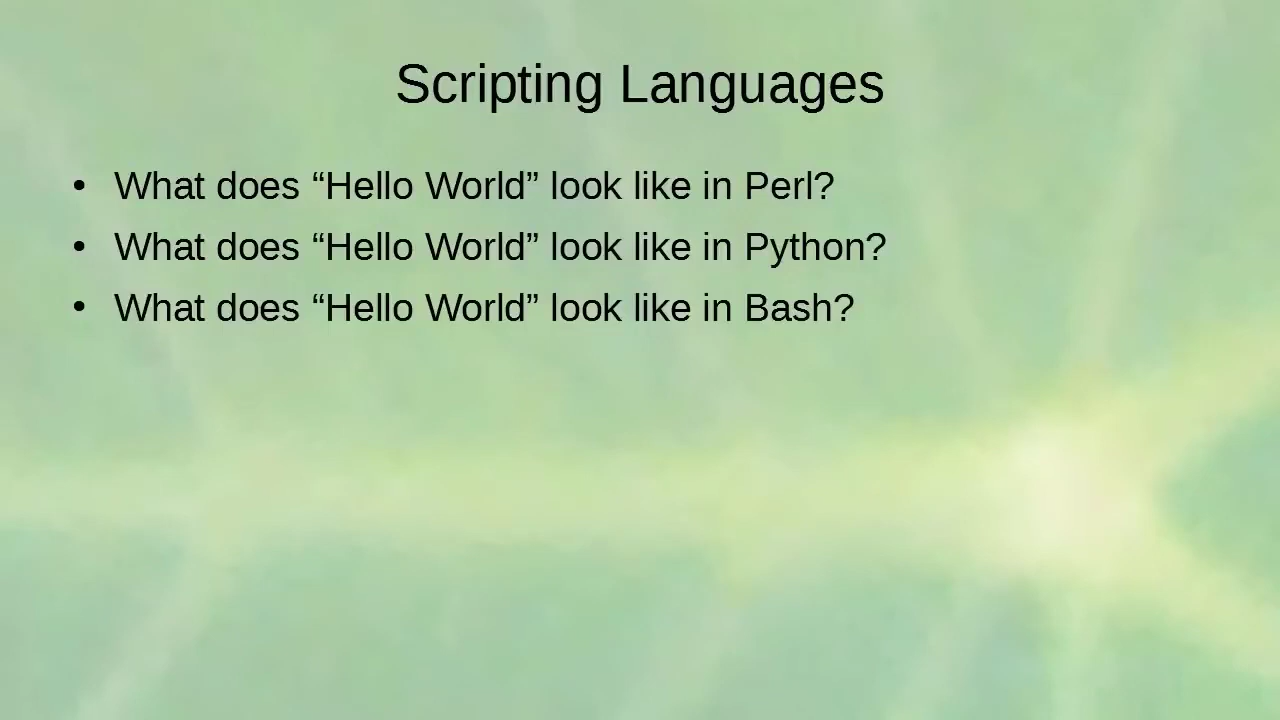 Scripting Languages
• What does “Hello World” look like in Perl?
• What does “Hello World” look like in Python?
• What does “Hello World” look like in Bash?